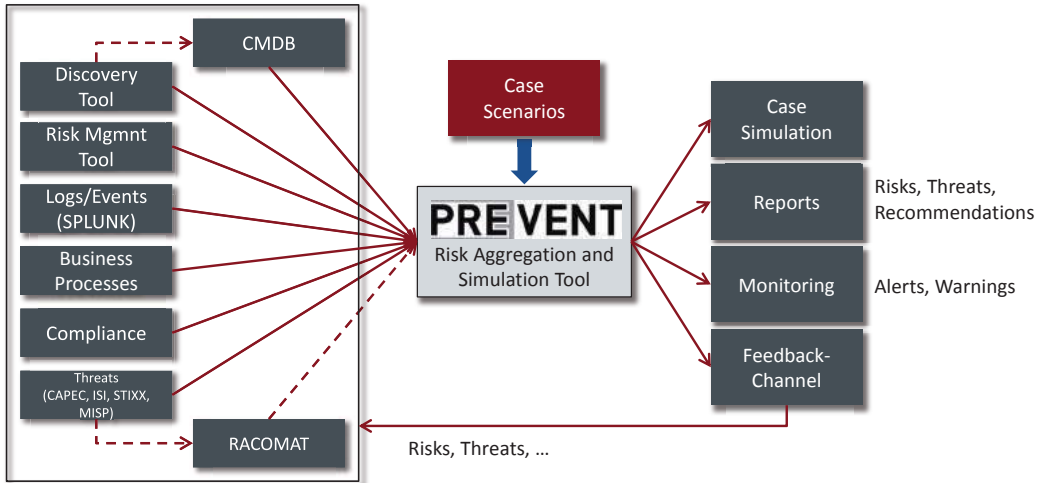 CMDB
Discovery
Tool
Risk Mgmnt
Tool
Logs/Events
(SPLUNK)
Business
Processes
Compliance
Threats
(CAPEC, ISI, STIXX,
MISP)
RACOMAT
Case
Scenarios
PREVENT
Risk Aggregation and
Simulation Tool
Case
Simulation
Reports
Risks, Threats,
Recommendations
Monitoring
Alerts, Warnings
Feedback-
Channel
Risks, Threats, ...